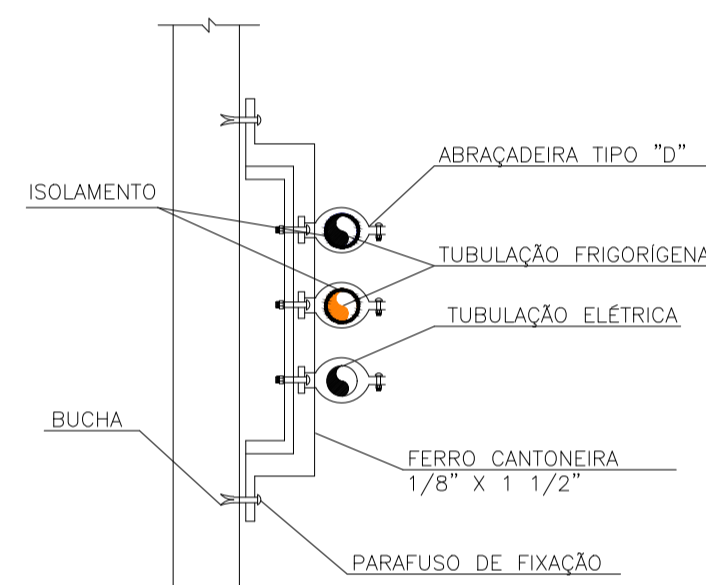 ABRAÇADEIRA TIPO "D"
ISOLAMENTO
TUBULAÇÃO FRIGORÍGENA
TUBULAÇÃO ELÉTRICA
BUCHA
FERRO CANTONEIRA
1/8" X 1 1/2"
PARAFUSO DE FIXAÇÃO